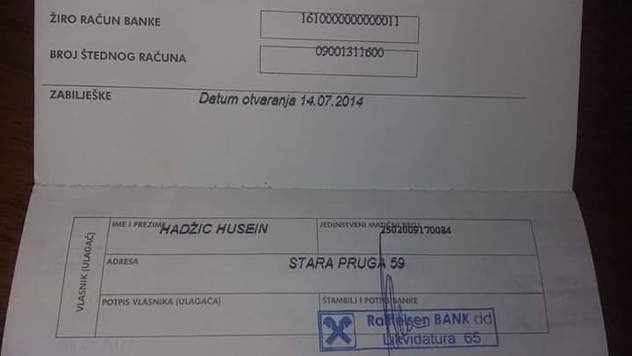 ŽIRO RAČUN BANKE 1610000000000011
BROJ ŠTEDNOG RAČUNA 09001311600
ZABILJEŠKE Datum otvaranja 14.07.2014
VLASNIK (ULAGAČ)
IME I PREZIME HADŽIC HUSEIN JEDINSTVENI MATIČNI BROJ 2502009170084
ADRESA STARA PRUGA 59
POTPIS VLASNIKA (ULAGAČA) ŠTAMBILJ I POTPIS BANKE
Raiffeisen BANK dd
Likvidatura 65